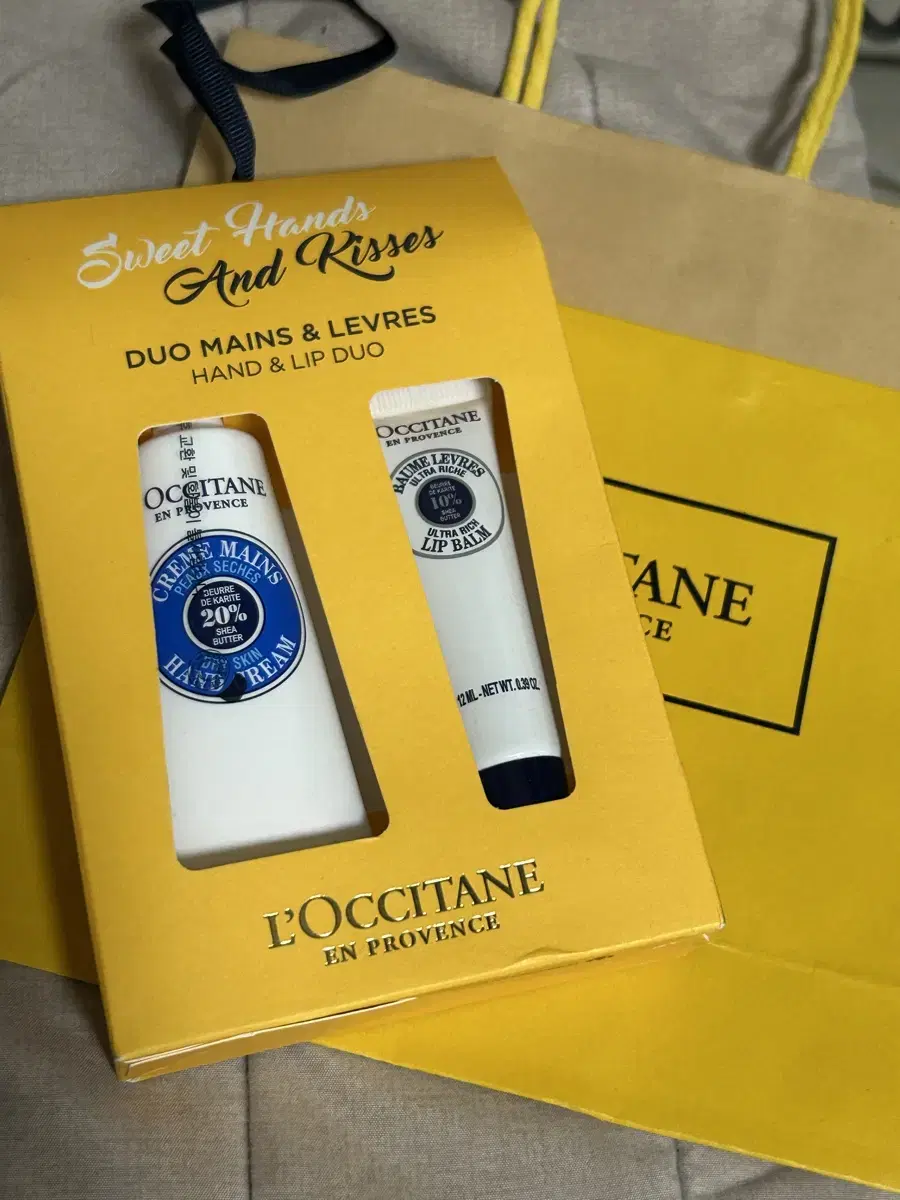 Sweet Hands
And Kisses
DUO MAINS & LEVRES
HAND & LIP DUO
OCCITANE
EN PROVENCE
CREME MAINS
PEAUX SECHES
BEURRE
DE KARITE
20%
SHEA
BUTTER
DRY SKIN
HAND CREAM
OCCITANE
EN PROVENCE
BAUME LEVRES
ULTRA RICHE
BEURRE
DE KARITE
10%
SHEA
BUTTER
ULTRA RICH
LIP BALM
12 ML - NET WT. 0.39 OZ.
L'OCCITANE
EN PROVENCE
TANE
CE